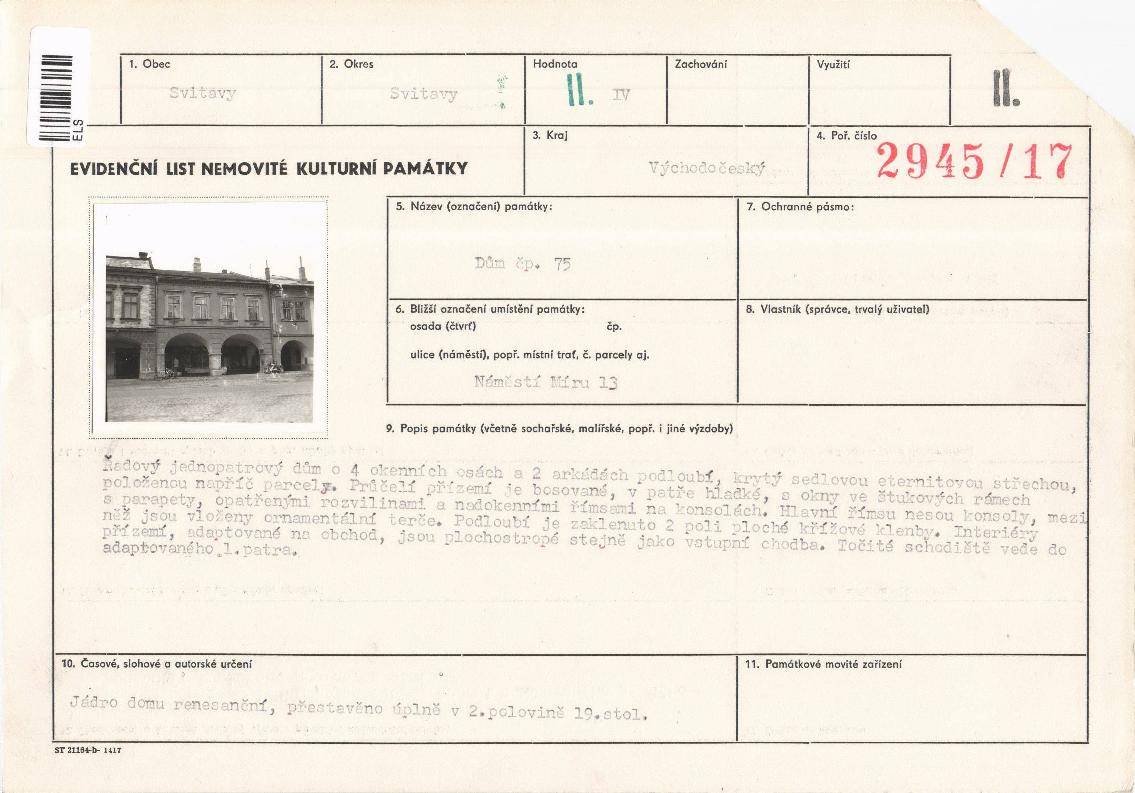 ELS
1. Obec
Svitavy
2. Okres
Svitavy
Hodnota
II. IV
Zachování
Využití
II.
EVIDENČNÍ LIST NEMOVITÉ KULTURNÍ PAMÁTKY
3. Kraj
Východočeský
4. Poř. číslo
2945/17
5. Název (označení) památky:
Dům čp. 75
7. Ochranné pásmo:
6. Bližší označení umístění památky:
osada (čtvrť) čp.
ulice (náměstí), popř. místní trať, č. parcely aj.
Náměstí Míru 13
8. Vlastník (správce, trvalý uživatel)
9. Popis památky (včetně sochařské, malířské, popř. i jiné výzdoby)
Řadový jednopatrový dům o 4 okenních osách a 2 arkádách podloubí, krytý sedlovou eternitovou střechou,
položenou napříč parcely. Průčelí přízemí je bosované, v patře hladké, s okny ve štukových rámech
s parapety, opatřenými rozvilinami a nadokenními římsami na konsolách. Hlavní římsu nesou konsoly, mezi
něž jsou vloženy ornamentální terče. Podloubí je zaklenuto 2 poli ploché křížové klenby. Interiéry
přízemí, adaptované na obchod, jsou plochostropé stejně jako vstupní chodba. Točité schodiště vede do
adaptovaného 1.patra.
10. Časové, slohové a autorské určení
Jádro domu renesanční, přestavěno úplně v 2.polovině 19.stol.
11. Památkové movité zařízení
ST 21164-b- 1417